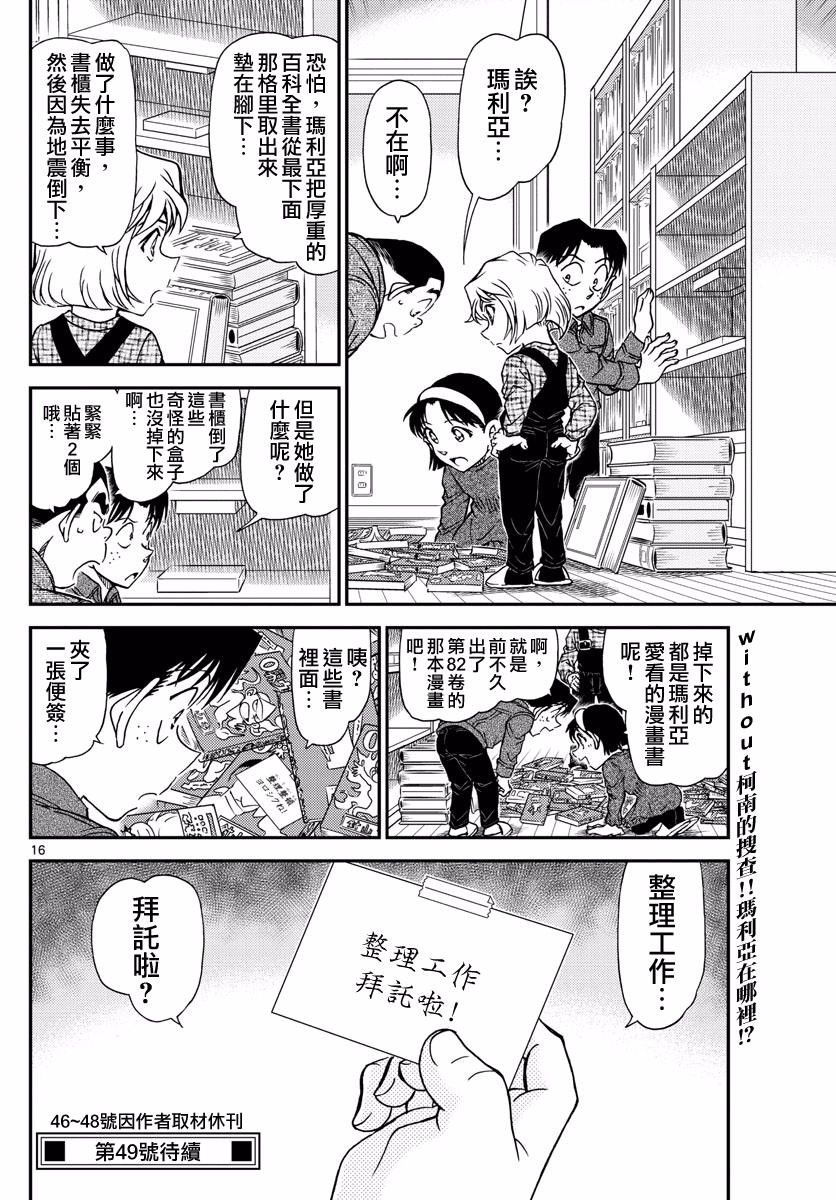 誒?
瑪利亞…
不在啊…
恐怕，瑪利亞把厚重的
百科全書從最下面
那格里取出來
墊在腳下…
做了什麼事，
書櫃失去平衡，
然後因為地震倒下…
但是她做了
什麼呢?
書櫃倒了
這些
奇怪的盒子
也沒掉下來
啊…
緊緊
貼著2個
哦…
掉下來的
都是瑪利亞
愛看的漫畫書
呢!
啊，
就是
前不久
出了
第82卷的
那本漫畫
吧!
咦?
這些書
裡面…
夾了
一張便簽…
整理整頓
ヨロシクね!
without柯南的搜查!!瑪利亞在哪裡!?
16
整理工作…
整理工作
拜託啦!
拜託啦?
46~48號因作者取材休刊
第49號待續